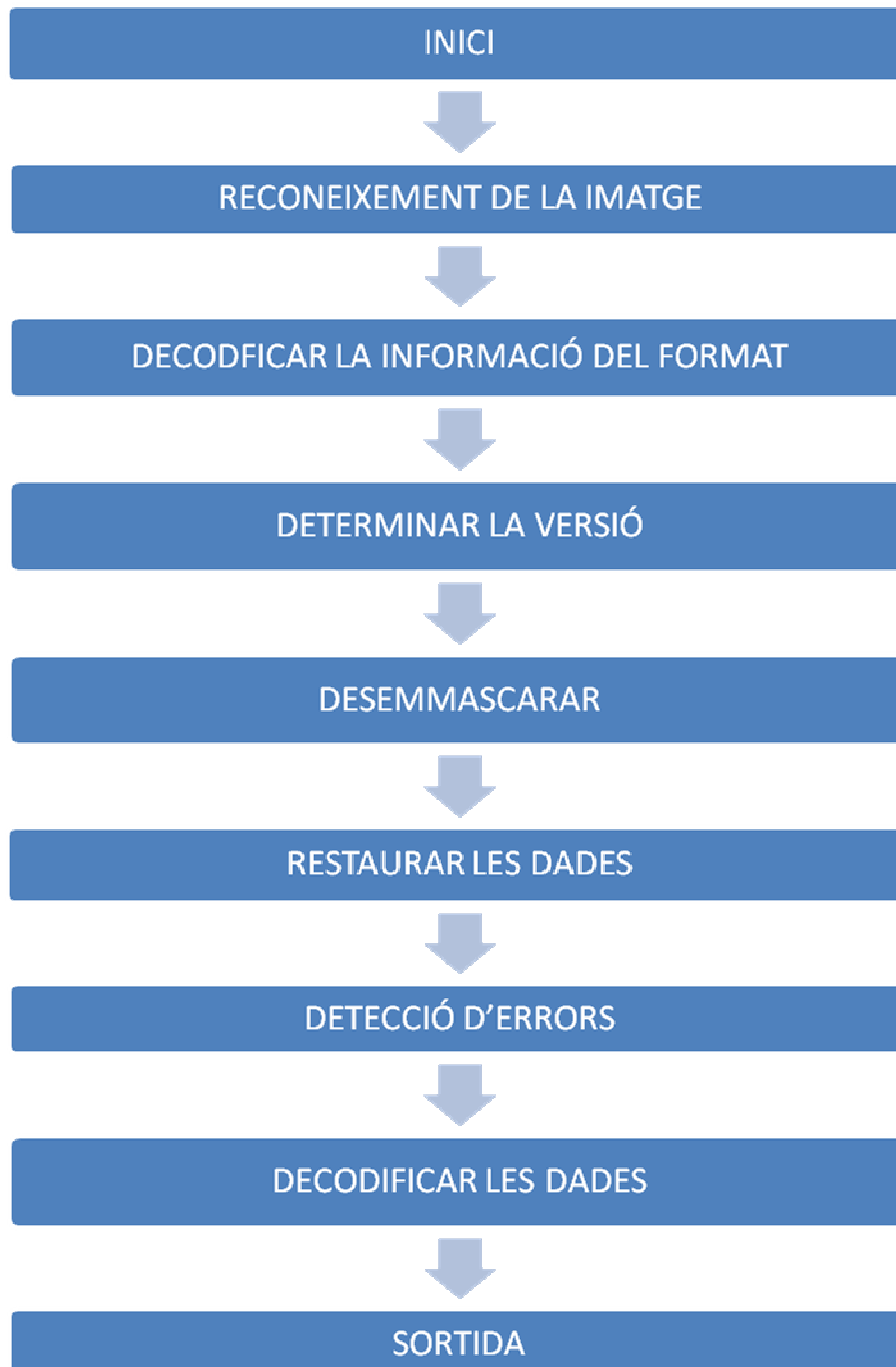 INICI
RECONEIXEMENT DE LA IMATGE
DECODFICAR LA INFORMACIÓ DEL FORMAT
DETERMINAR LA VERSIÓ
DESEMMASCARAR
RESTAURAR LES DADES
DETECCIÓ D'ERRORS
DECODIFICAR LES DADES
SORTIDA